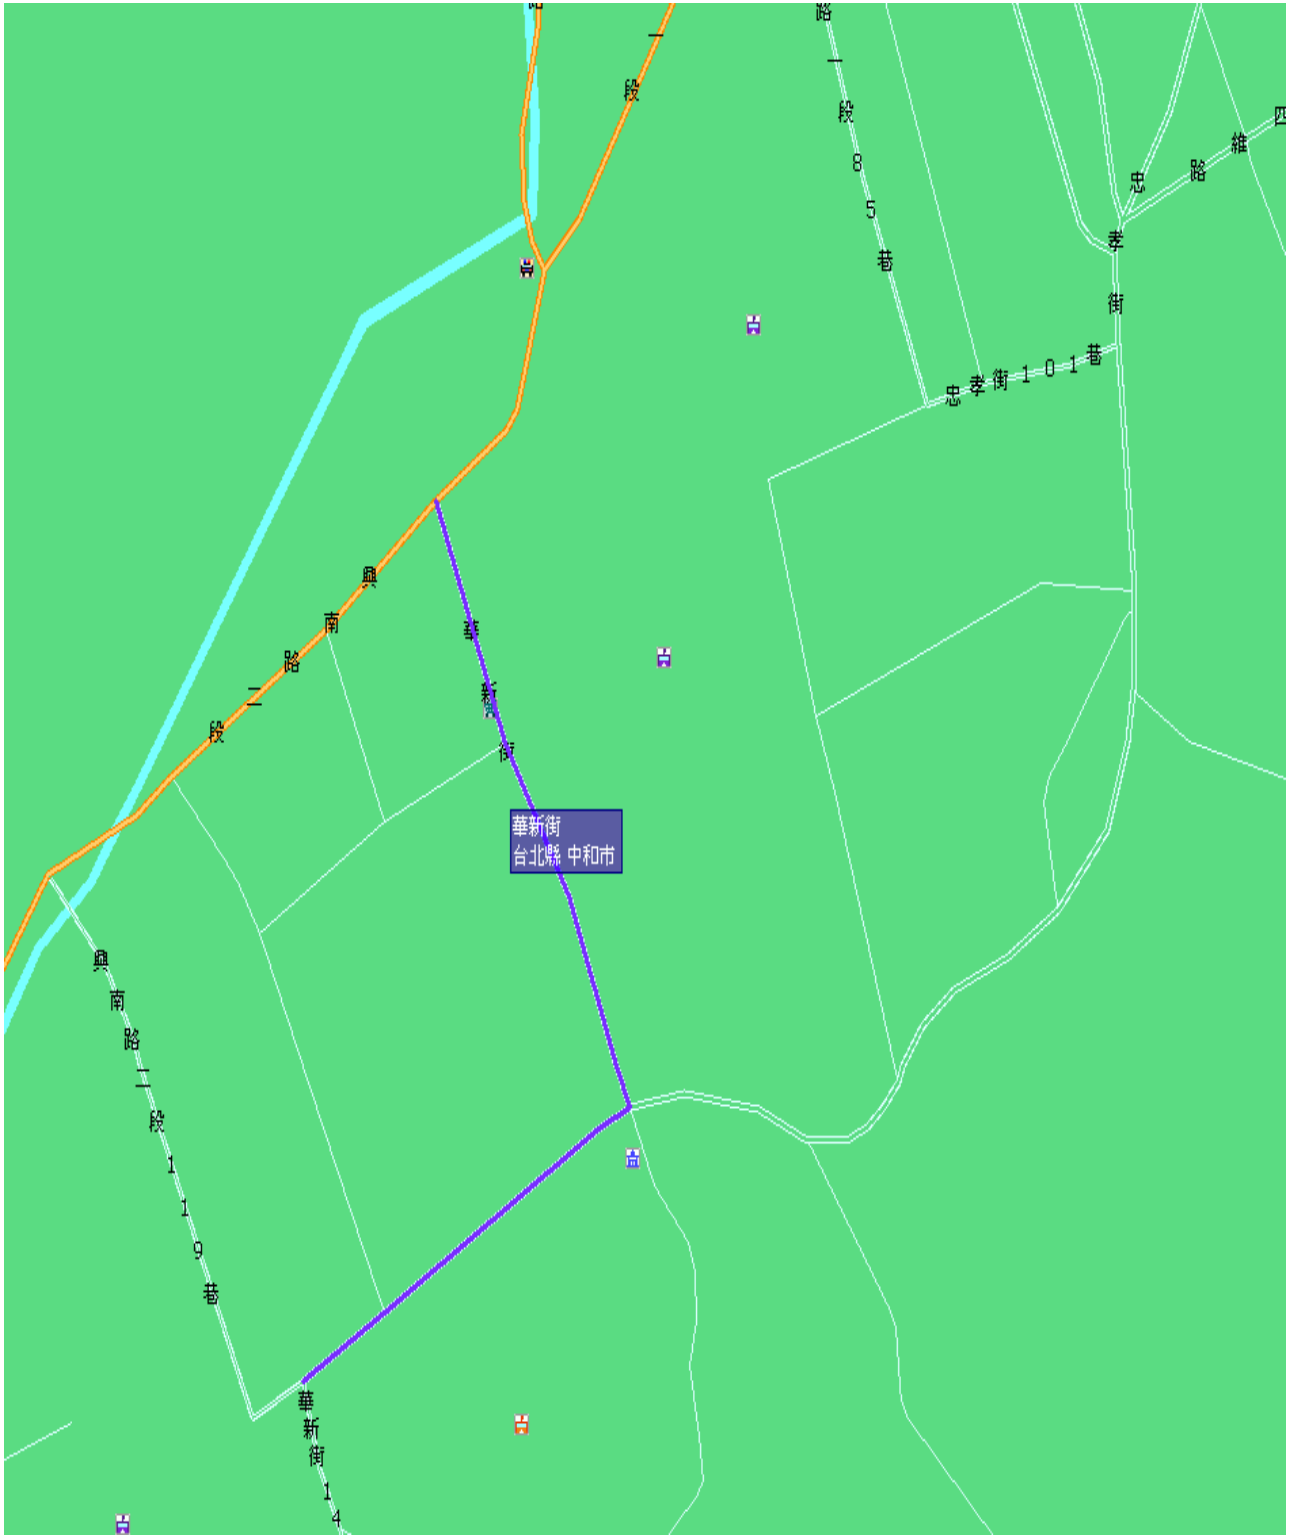 路
一段
路一段85巷
忠孝街
維四路
忠孝街101巷
興南路二段
華新街
華新街
台北縣 中和市
興南路二段119巷
華新街14